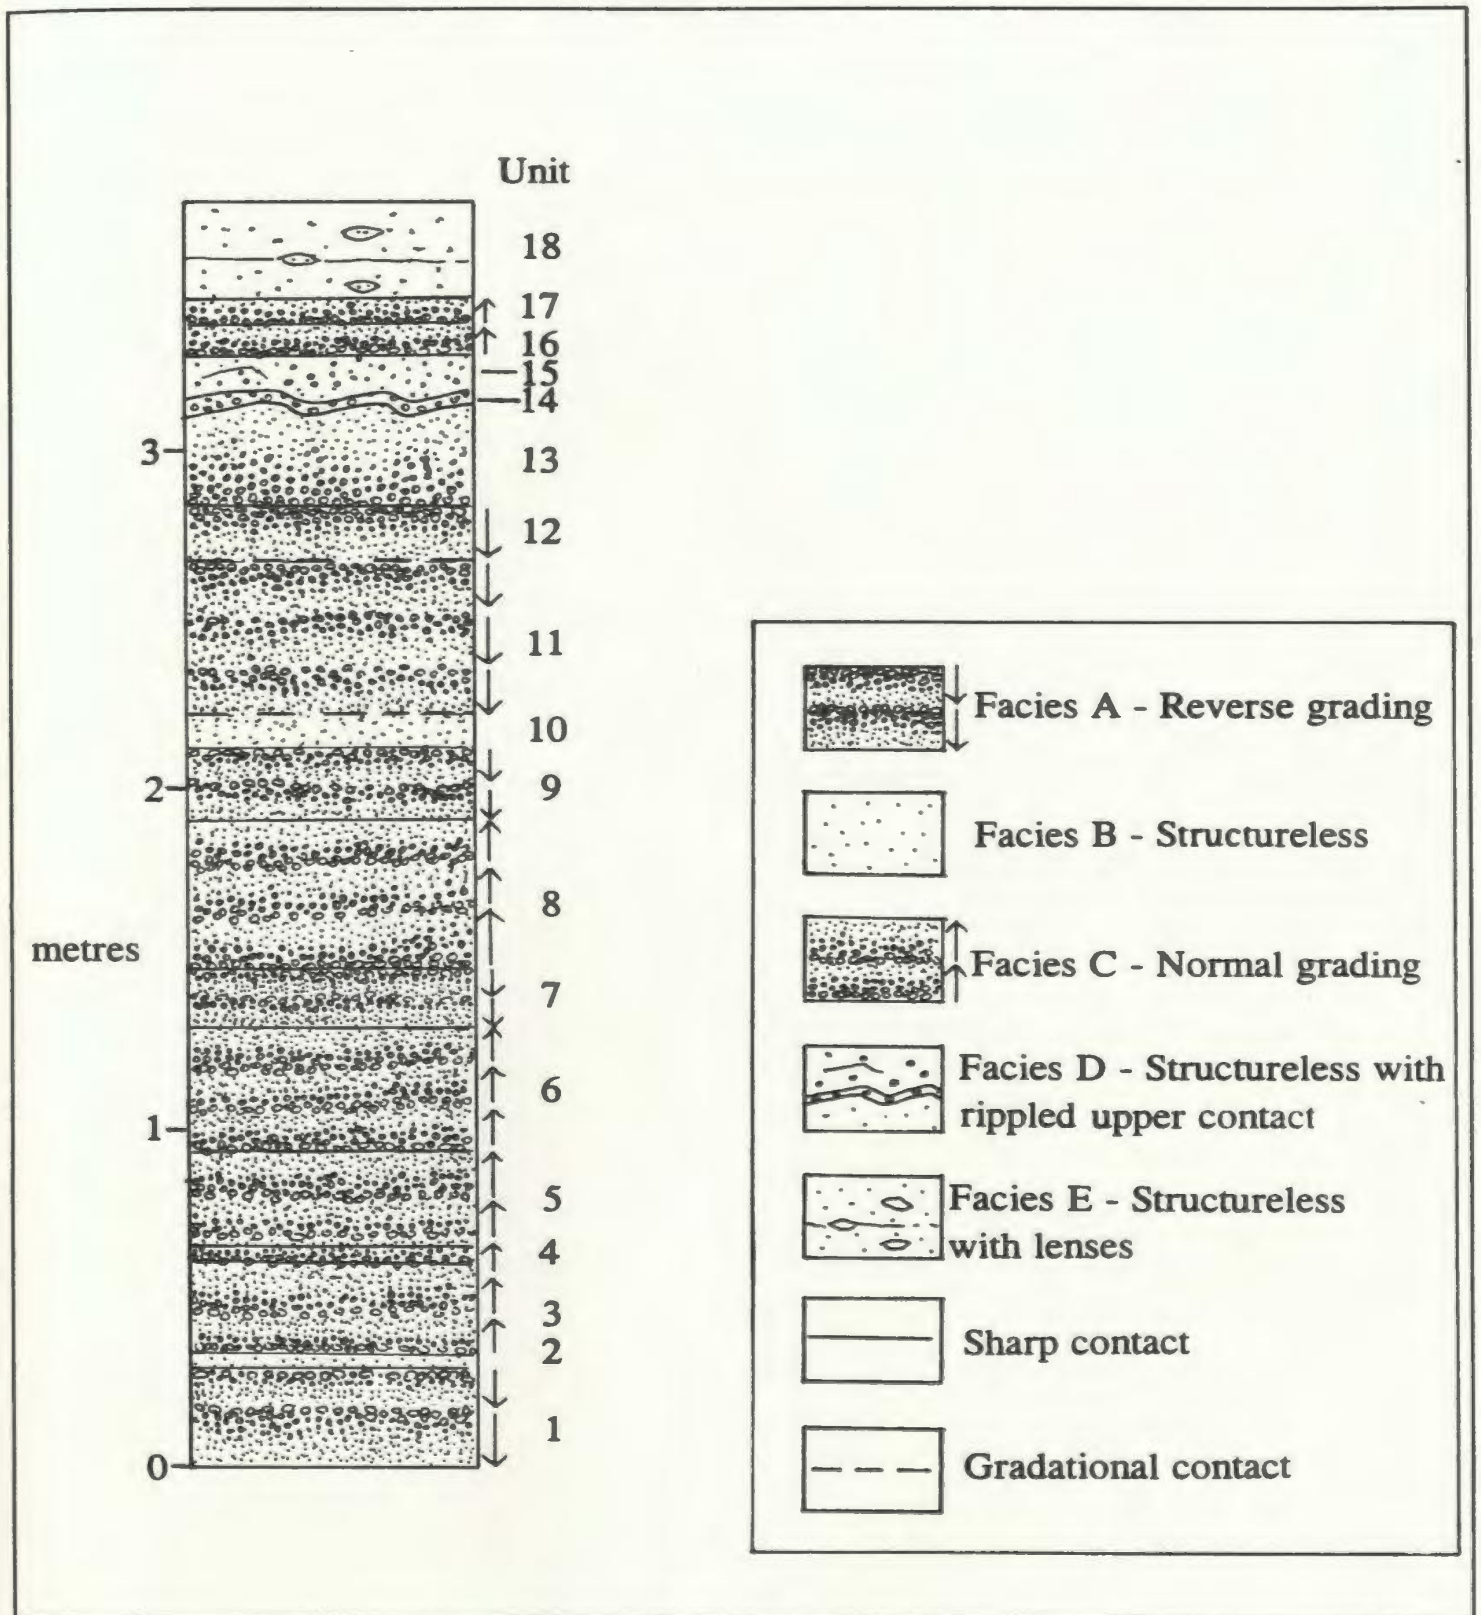 Unit
18
17
16
15
14
3
13
12
11
10
2
9
8
metres
7
6
1
5
4
3
2
1
0
Facies A - Reverse grading
Facies B - Structureless
Facies C - Normal grading
Facies D - Structureless with
rippled upper contact
Facies E - Structureless
with lenses
Sharp contact
Gradational contact